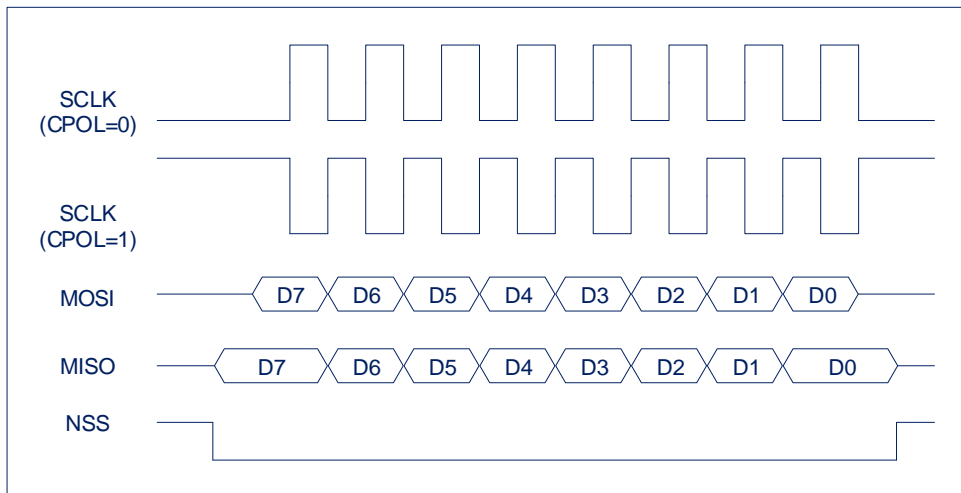 SCLK
(CPOL=0)
SCLK
(CPOL=1)
MOSI D7 D6 D5 D4 D3 D2 D1 D0
MISO D7 D6 D5 D4 D3 D2 D1 D0
NSS